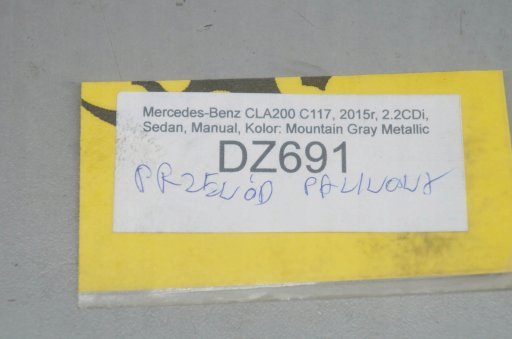 Mercedes-Benz CLA200 C117, 2015r, 2.2CDi,
Sedan, Manual, Kolor: Mountain Gray Metallic
DZ691
PRZEWÓD PALIWOWY